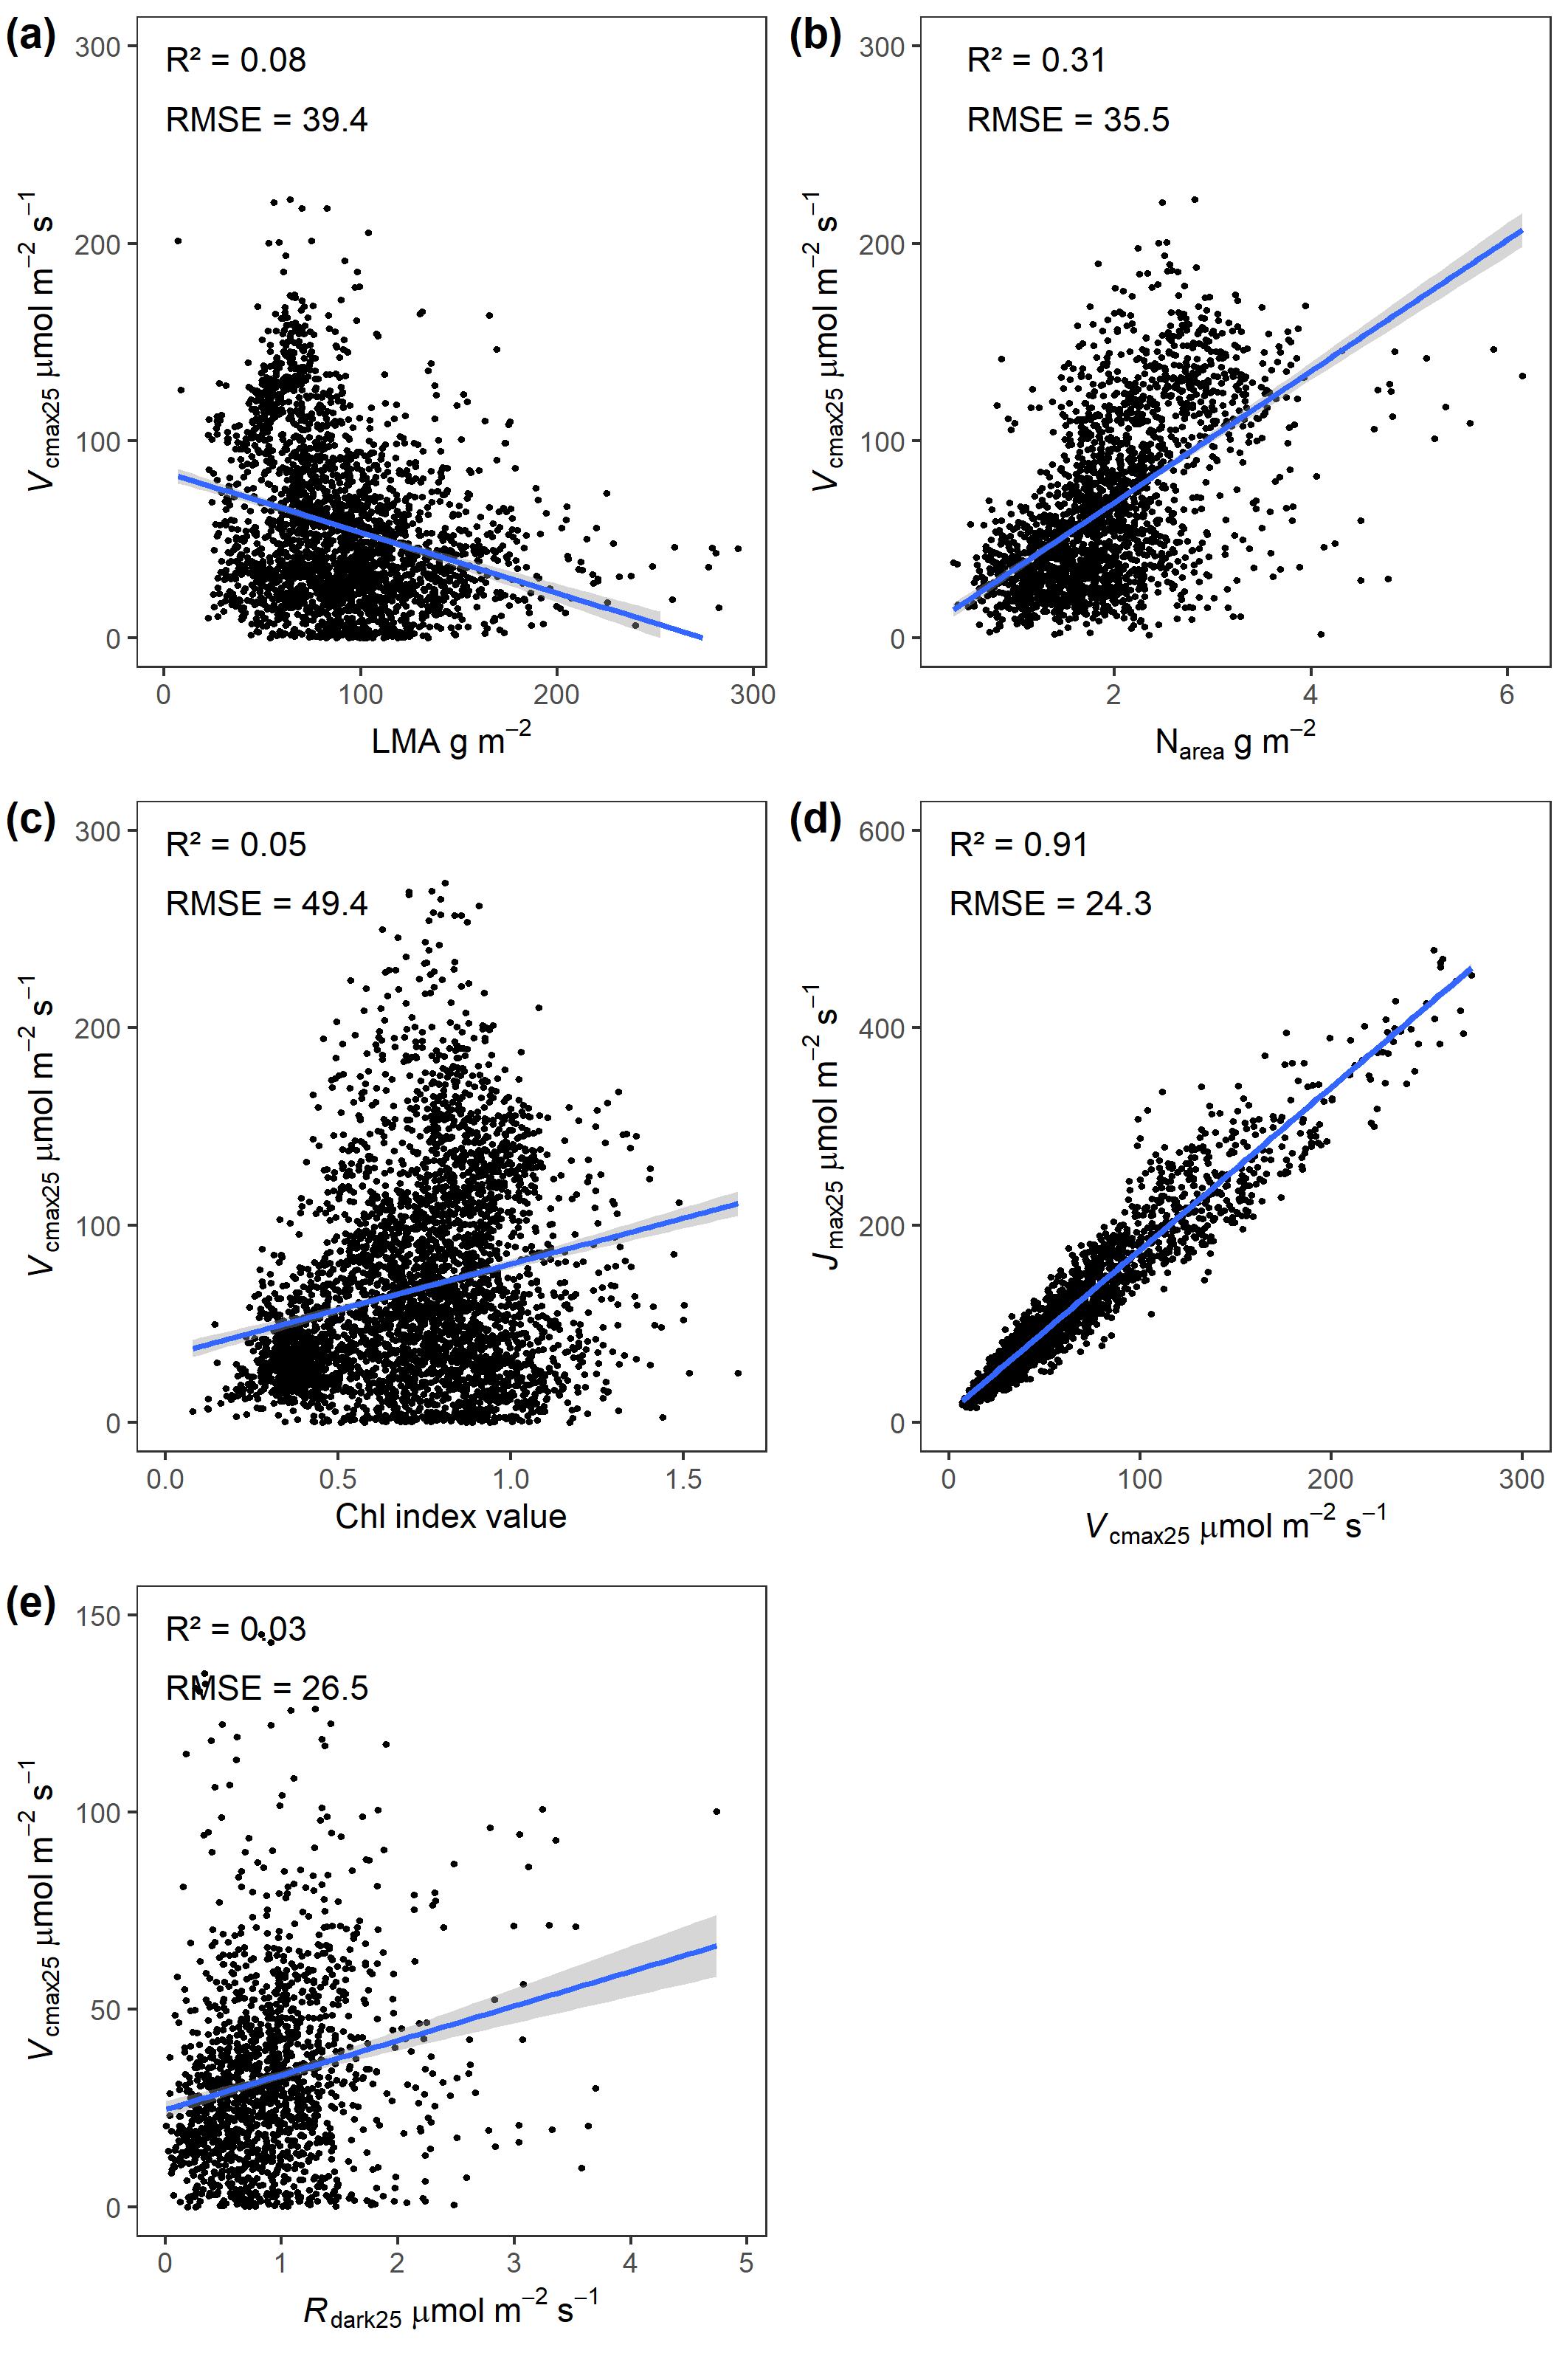 (a)
R² = 0.08
RMSE = 39.4
300
200
100
0
Vcmax25 μmol m−2 s−1
0 100 200 300
LMA g m−2
(b)
R² = 0.31
RMSE = 35.5
300
200
100
0
Vcmax25 μmol m−2 s−1
2 4 6
Narea g m−2
(c)
R² = 0.05
RMSE = 49.4
300
200
100
0
Vcmax25 μmol m−2 s−1
0.0 0.5 1.0 1.5
Chl index value
(d)
R² = 0.91
RMSE = 24.3
600
400
200
0
Jmax25 μmol m−2 s−1
0 100 200 300
Vcmax25 μmol m−2 s−1
(e)
R² = 0.03
RMSE = 26.5
150
100
50
0
Vcmax25 μmol m−2 s−1
0 1 2 3 4 5
Rdark25 μmol m−2 s−1